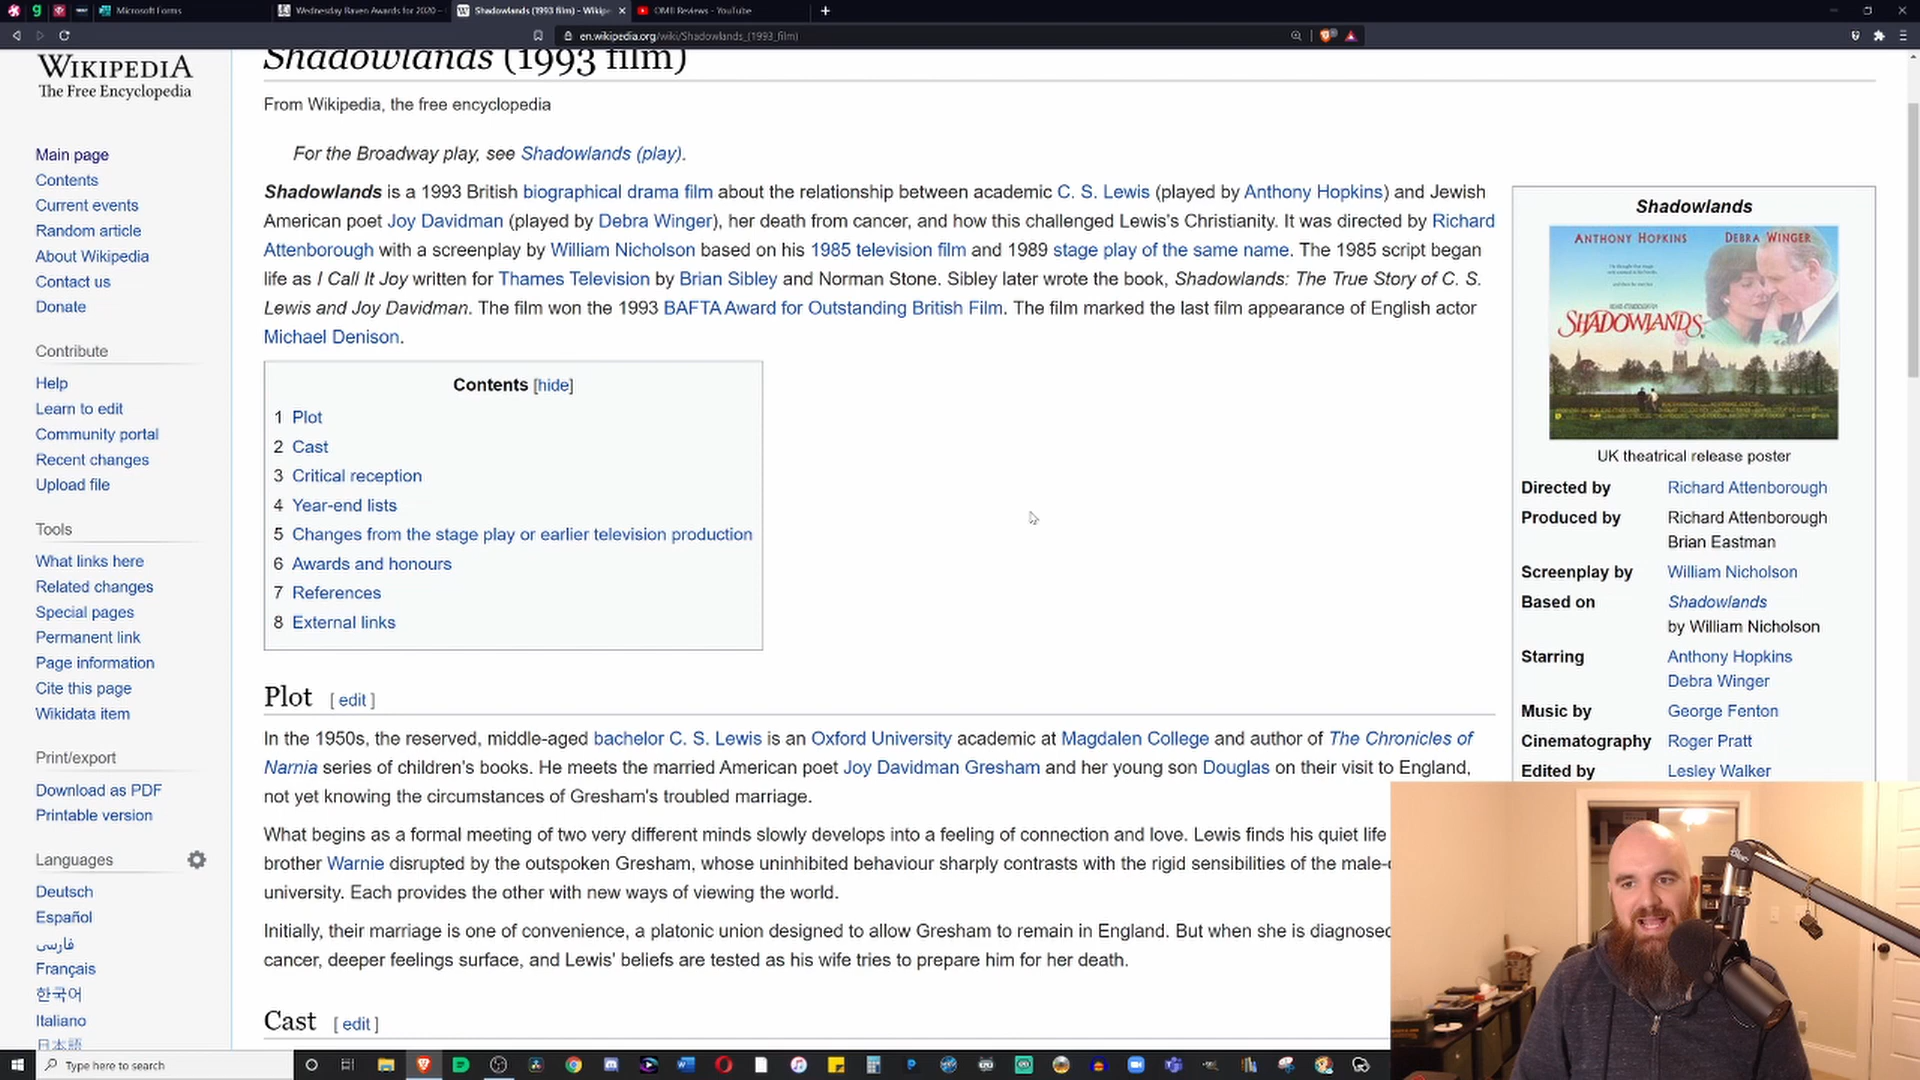 Microsoft Forms
Wednesday Raven Awards for 2020 –
Shadowlands (1993 film) - Wikipe
OMB Reviews - YouTube
en.wikipedia.org/wiki/Shadowlands_(1993_film)
WIKIPEDIA
The Free Encyclopedia
Main page
Contents
Current events
Random article
About Wikipedia
Contact us
Donate
Contribute
Help
Learn to edit
Community portal
Recent changes
Upload file
Tools
What links here
Related changes
Special pages
Permanent link
Page information
Cite this page
Wikidata item
Print/export
Download as PDF
Printable version
Languages
Deutsch
Español
فارسی
Français
한국어
Italiano
日本語
Shadowlands (1993 film)
From Wikipedia, the free encyclopedia
For the Broadway play, see Shadowlands (play).
Shadowlands is a 1993 British biographical drama film about the relationship between academic C. S. Lewis (played by Anthony Hopkins) and Jewish
American poet Joy Davidman (played by Debra Winger), her death from cancer, and how this challenged Lewis's Christianity. It was directed by Richard
Attenborough with a screenplay by William Nicholson based on his 1985 television film and 1989 stage play of the same name. The 1985 script began
life as I Call It Joy written for Thames Television by Brian Sibley and Norman Stone. Sibley later wrote the book, Shadowlands: The True Story of C. S.
Lewis and Joy Davidman. The film won the 1993 BAFTA Award for Outstanding British Film. The film marked the last film appearance of English actor
Michael Denison.
Contents [hide]
1 Plot
2 Cast
3 Critical reception
4 Year-end lists
5 Changes from the stage play or earlier television production
6 Awards and honours
7 References
8 External links
Plot [ edit ]
In the 1950s, the reserved, middle-aged bachelor C. S. Lewis is an Oxford University academic at Magdalen College and author of The Chronicles of
Narnia series of children's books. He meets the married American poet Joy Davidman Gresham and her young son Douglas on their visit to England,
not yet knowing the circumstances of Gresham's troubled marriage.
What begins as a formal meeting of two very different minds slowly develops into a feeling of connection and love. Lewis finds his quiet life
brother Warnie disrupted by the outspoken Gresham, whose uninhibited behaviour sharply contrasts with the rigid sensibilities of the male-
university. Each provides the other with new ways of viewing the world.
Initially, their marriage is one of convenience, a platonic union designed to allow Gresham to remain in England. But when she is diagnosed
cancer, deeper feelings surface, and Lewis' beliefs are tested as his wife tries to prepare him for her death.
Cast [ edit ]
Shadowlands
ANTHONY HOPKINS DEBRA WINGER
SHADOWLANDS
UK theatrical release poster
Directed by Richard Attenborough
Produced by Richard Attenborough
Brian Eastman
Screenplay by William Nicholson
Based on Shadowlands
by William Nicholson
Starring Anthony Hopkins
Debra Winger
Music by George Fenton
Cinematography Roger Pratt
Edited by Lesley Walker
Type here to search